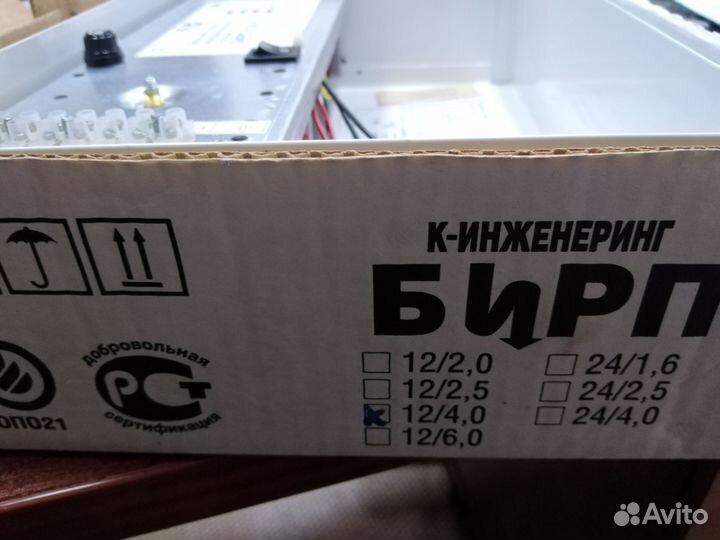 К-ИНЖЕНЕРИНГ
БИРП
12/2,0
24/1,6
12/2,5
24/2,5
12/4,0
24/4,0
12/6,0
добровольная
РСТ
сертификация
ОП021
Avito